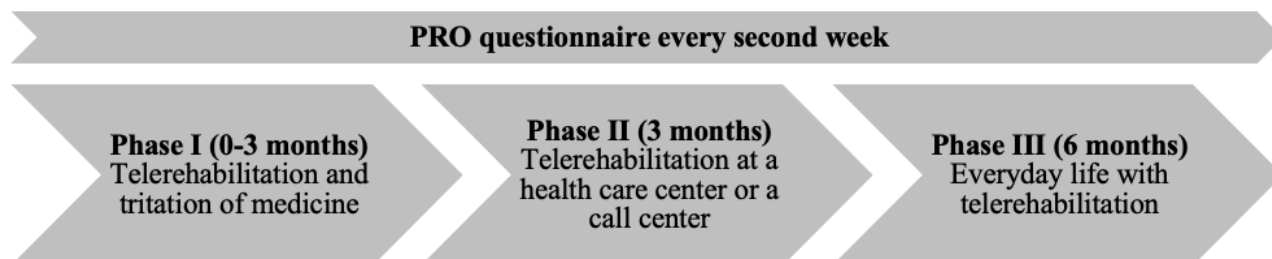 PRO questionnaire every second week
Phase I (0-3 months)
Telerehabilitation and
tritation of medicine
Phase II (3 months)
Telerehabilitation at a
health care center or a
call center
Phase III (6 months)
Everyday life with
telerehabilitation